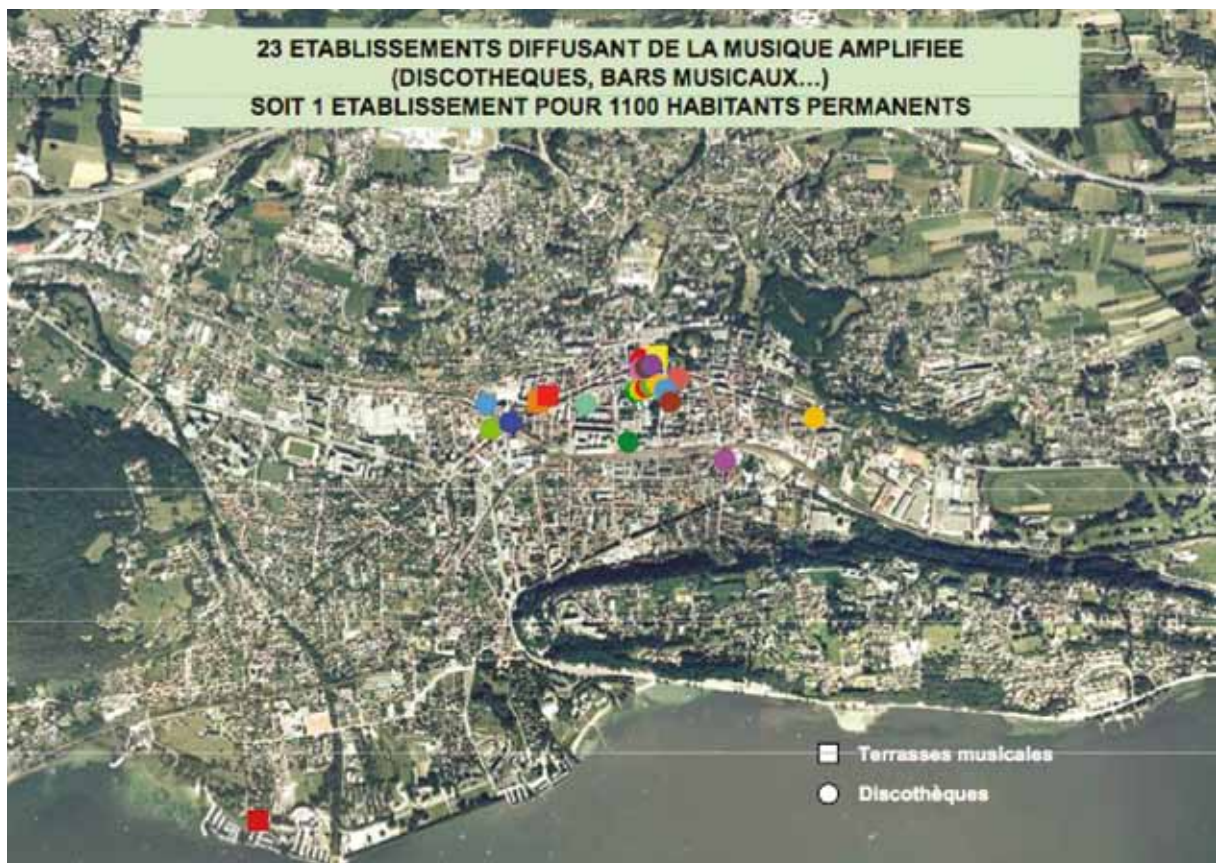 23 ETABLISSEMENTS DIFFUSANT DE LA MUSIQUE AMPLIFIEE
(DISCOTHEQUES, BARS MUSICAUX...)
SOIT 1 ETABLISSEMENT POUR 1100 HABITANTS PERMANENTS
Terrasses musicales
Discothèques